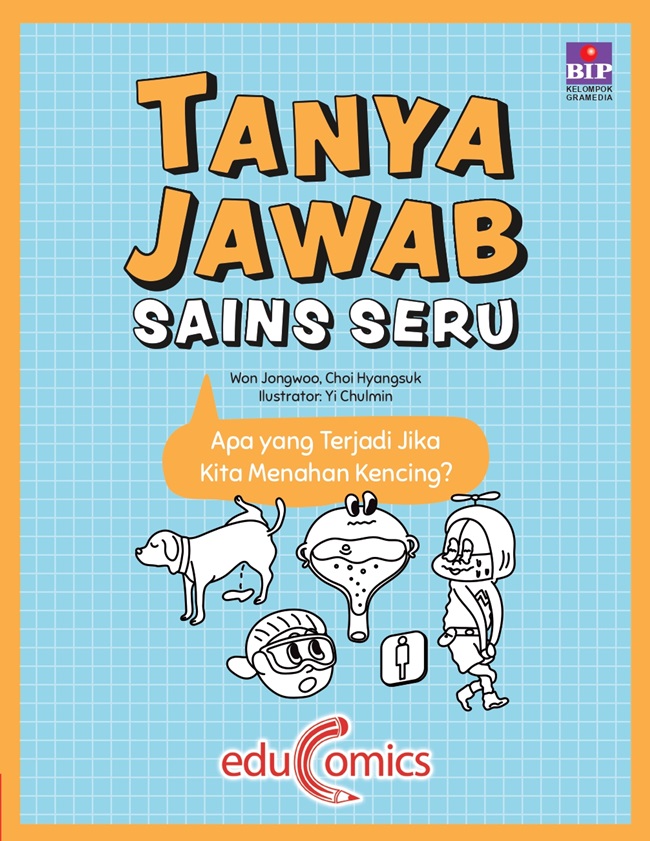 BIP
KELOMPOK
GRAMEDIA
TANYA
JAWAB
SAINS SERU
Won Jongwoo, Choi Hyangsuk
Ilustrator: Yi Chulmin
Apa yang Terjadi Jika
Kita Menahan Kencing?
educomics